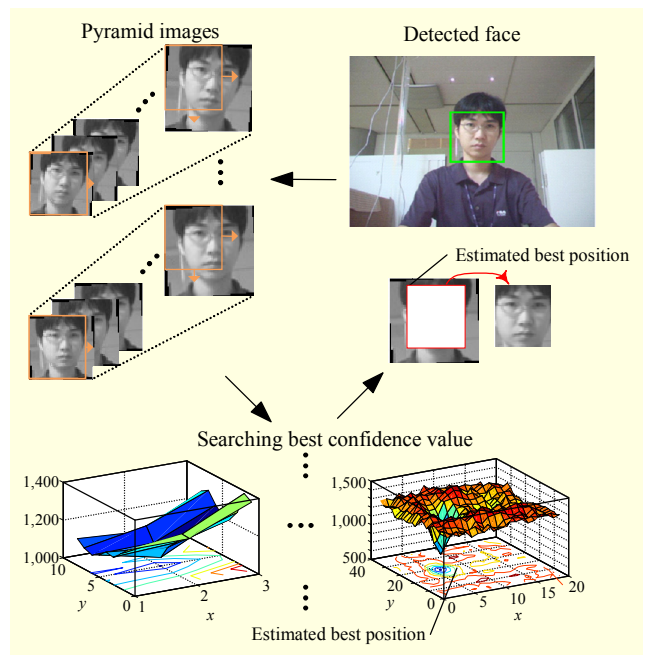 Pyramid images
Detected face
Estimated best position
Searching best confidence value
1,400
1,200
1,000
10
5
0
y
1
2
3
x
1,500
1,000
500
40
20
0
y
0
5
10
15
20
x
Estimated best position